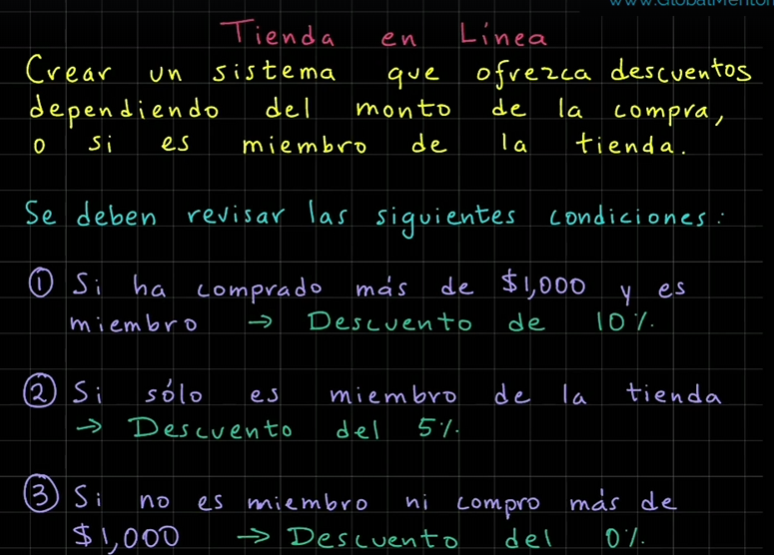 www.GlobalMentor
Tienda en Línea
Crear un sistema que ofrezca descuentos
dependiendo del monto de la compra,
o si es miembro de la tienda.
Se deben revisar las siguientes condiciones:
① Si ha comprado más de $1,000 y es
miembro → Descuento de 10%.
② Si sólo es miembro de la tienda
→ Descuento del 5%.
③ Si no es miembro ni compro más de
$1,000 → Descuento del 0%.